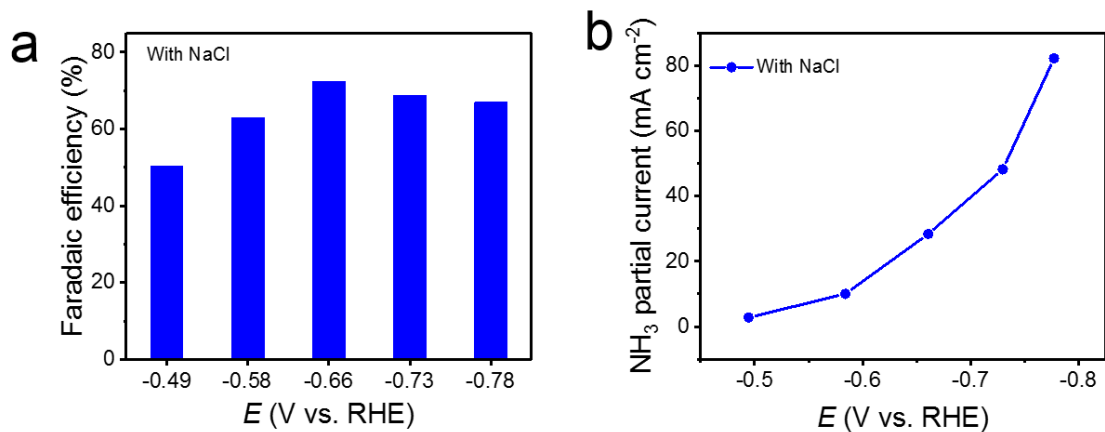 a
With NaCl
Faradaic efficiency (%)
80
60
40
20
0
-0.49 -0.58 -0.66 -0.73 -0.78
E (V vs. RHE)
b
With NaCl
NH₃ partial current (mA cm⁻²)
80
60
40
20
0
-0.5 -0.6 -0.7 -0.8
E (V vs. RHE)